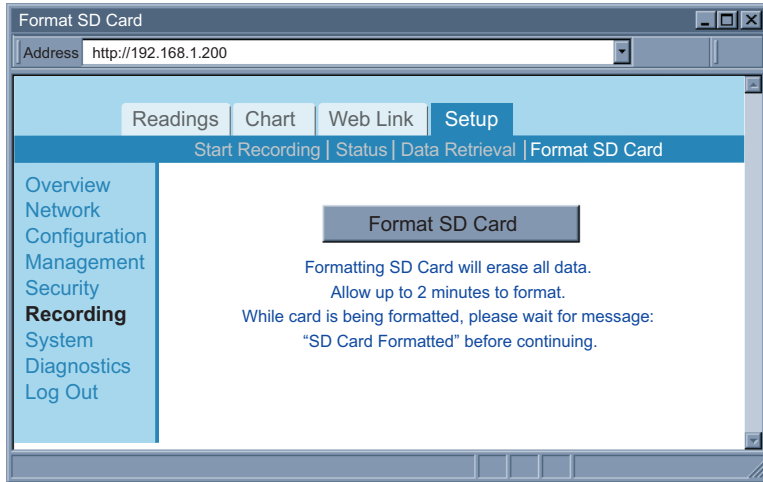 Format SD Card
Address http://192.168.1.200
Readings Chart Web Link Setup
Start Recording | Status | Data Retrieval | Format SD Card
Overview
Network
Configuration
Management
Security
Recording
System
Diagnostics
Log Out
Format SD Card
Formatting SD Card will erase all data.
Allow up to 2 minutes to format.
While card is being formatted, please wait for message:
“SD Card Formatted” before continuing.